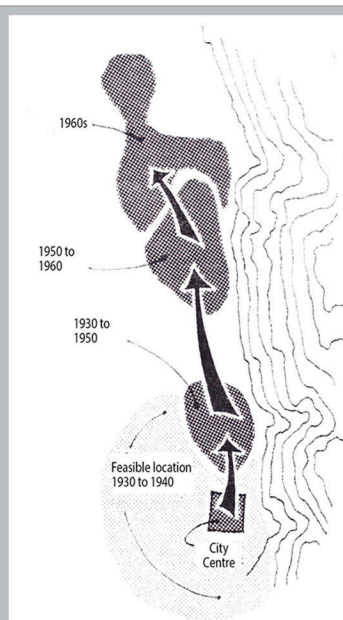 1960s
1950 to
1960
1930 to
1950
Feasible location
1930 to 1940
City
Centre